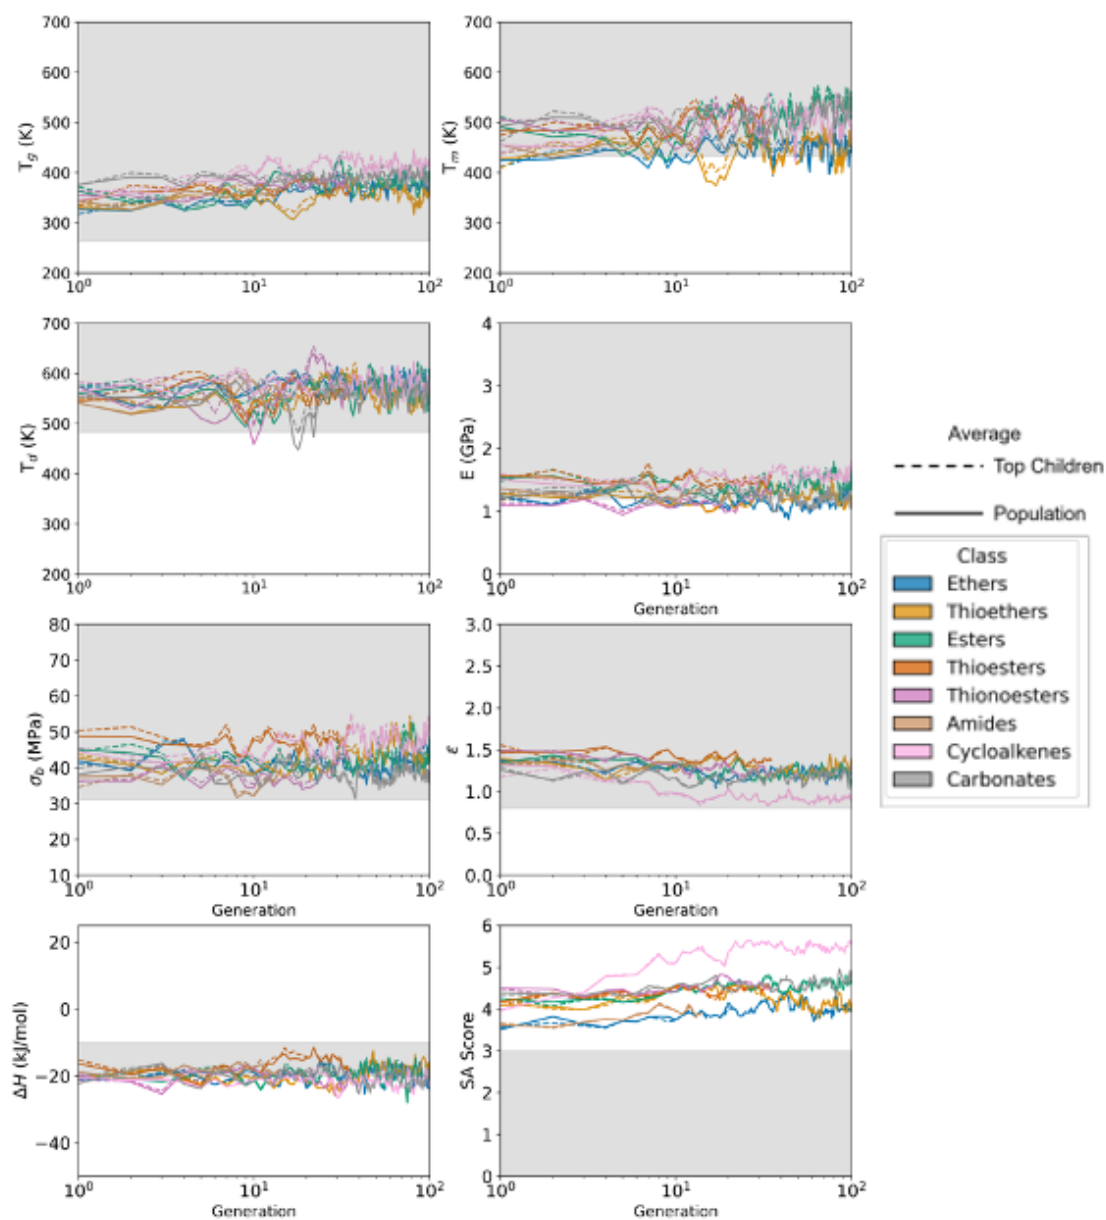 700
600
500
400
300
200
T_g (K)
10^0
10^1
10^2
700
600
500
400
300
200
T_m (K)
10^0
10^1
10^2
700
600
500
400
300
200
T_d (K)
10^0
10^1
10^2
4
3
2
1
0
E (GPa)
10^0
10^1
10^2
Generation
Average
Top Children
Population
Class
Ethers
Thioethers
Esters
Thioesters
Thionoesters
Amides
Cycloalkenes
Carbonates
80
70
60
50
40
30
20
10
σ_b (MPa)
10^0
10^1
10^2
Generation
3.0
2.5
2.0
1.5
1.0
0.5
0.0
ε
10^0
10^1
10^2
Generation
20
0
−20
−40
ΔH (kJ/mol)
10^0
10^1
10^2
Generation
6
5
4
3
2
1
0
SA Score
10^0
10^1
10^2
Generation